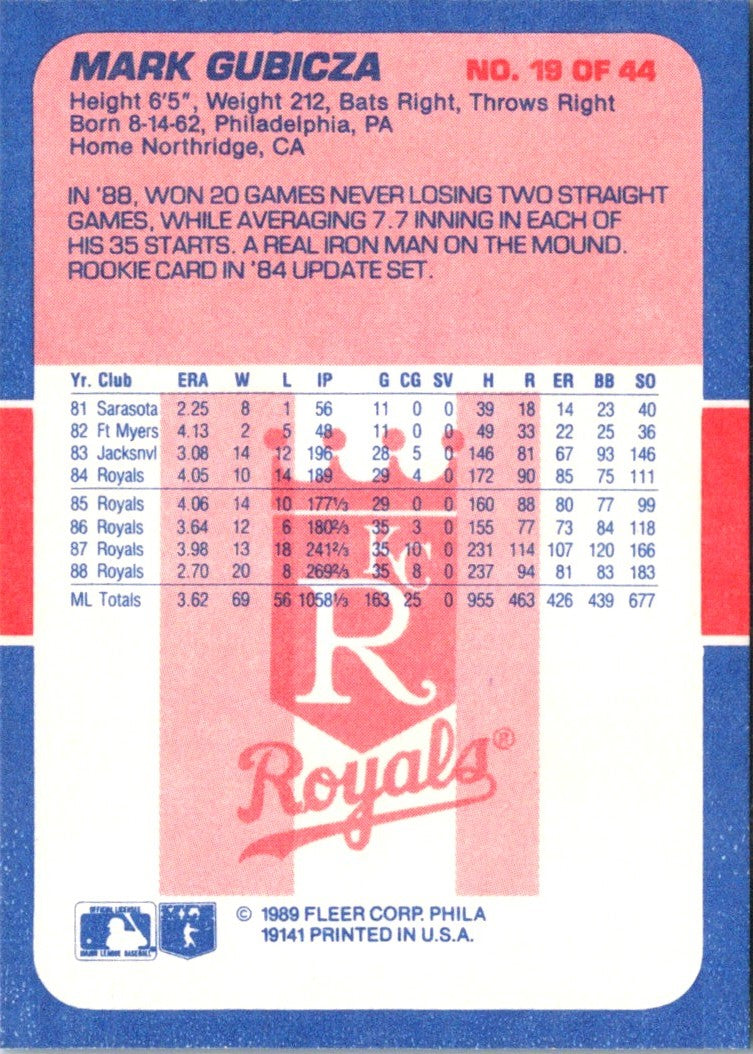 MARK GUBICZA NO. 19 OF 44
Height 6'5", Weight 212, Bats Right, Throws Right
Born 8-14-62, Philadelphia, PA
Home Northridge, CA
IN '88, WON 20 GAMES NEVER LOSING TWO STRAIGHT
GAMES, WHILE AVERAGING 7.7 INNING IN EACH OF
HIS 35 STARTS. A REAL IRON MAN ON THE MOUND.
ROOKIE CARD IN '84 UPDATE SET.
Yr. Club ERA W L IP G CG SV H R ER BB SO
81 Sarasota 2.25 8 1 56 11 0 0 39 18 14 23 40
82 Ft Myers 4.13 2 5 48 11 0 0 49 33 22 25 36
83 Jacksnvl 3.08 14 12 196 28 5 0 146 81 67 93 146
84 Royals 4.05 10 14 189 29 4 0 172 90 85 75 111
85 Royals 4.06 14 10 177⅓ 29 0 0 160 88 80 77 99
86 Royals 3.64 12 6 180⅔ 35 3 0 155 77 73 84 118
87 Royals 3.98 13 18 241⅔ 35 10 0 231 114 107 120 166
88 Royals 2.70 20 8 269⅔ 35 8 0 237 94 81 83 183
ML Totals 3.62 69 56 1058⅓ 163 25 0 955 463 426 439 677
KC
R
Royals®
OFFICIAL LICENSEE
MAJOR LEAGUE BASEBALL
© 1989 FLEER CORP. PHILA
19141 PRINTED IN U.S.A.